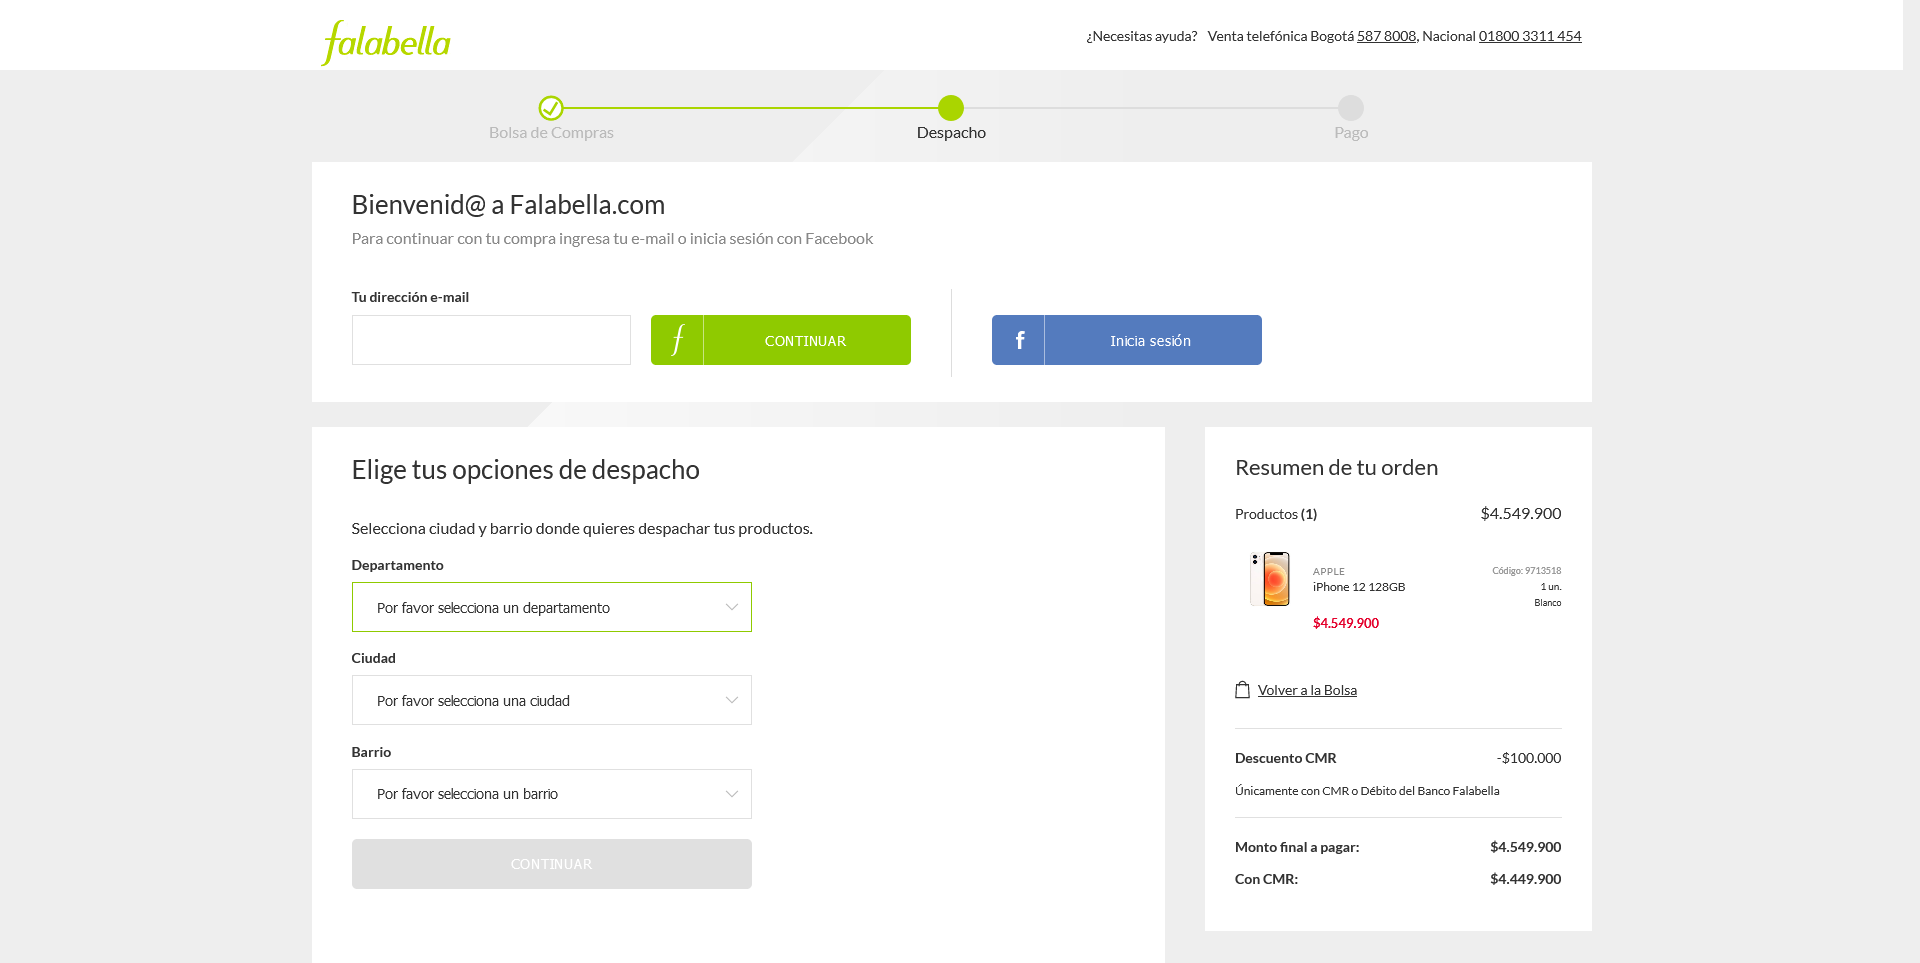 falabella
¿Necesitas ayuda? Venta telefónica Bogotá 587 8008, Nacional 01800 3311 454
Bolsa de Compras
Despacho
Pago
Bienvenid@ a Falabella.com
Para continuar con tu compra ingresa tu e-mail o inicia sesión con Facebook
Tu dirección e-mail
f CONTINUAR
f Inicia sesión
Elige tus opciones de despacho
Selecciona ciudad y barrio donde quieres despachar tus productos.
Departamento
Por favor selecciona un departamento
Ciudad
Por favor selecciona una ciudad
Barrio
Por favor selecciona un barrio
CONTINUAR
Resumen de tu orden
Productos (1) $4.549.900
APPLE
iPhone 12 128GB
$4.549.900
Código: 9713518
1 un.
Blanco
Volver a la Bolsa
Descuento CMR -$100.000
Únicamente con CMR o Débito del Banco Falabella
Monto final a pagar: $4.549.900
Con CMR: $4.449.900